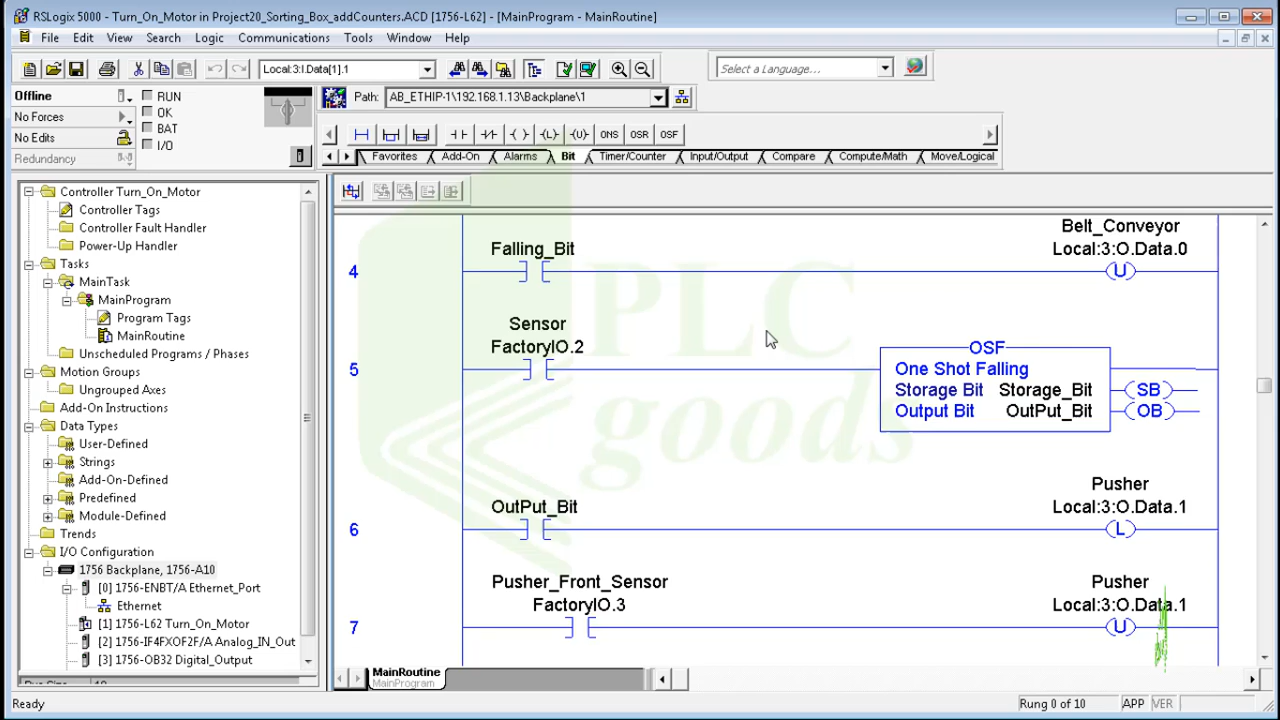 RSLogix 5000 - Turn_On_Motor in Project20_Sorting_Box_addCounters.ACD [1756-L62] - [MainProgram - MainRoutine]
File Edit View Search Logic Communications Tools Window Help
Local:3:I.Data[1].1
Select a Language...
Offline
RUN
No Forces
OK
No Edits
BAT
Redundancy
I/O
Path: AB_ETHIP-1\192.168.1.13\Backplane\1
ONS OSR OSF
Favorites Add-On Alarms Bit Timer/Counter Input/Output Compare Compute/Math Move/Logical
Controller Turn_On_Motor
Controller Tags
Controller Fault Handler
Power-Up Handler
Tasks
MainTask
MainProgram
Program Tags
MainRoutine
Unscheduled Programs / Phases
Motion Groups
Ungrouped Axes
Add-On Instructions
Data Types
User-Defined
Strings
Add-On-Defined
Predefined
Module-Defined
Trends
I/O Configuration
1756 Backplane, 1756-A10
[0] 1756-ENBT/A Ethernet_Port
Ethernet
[1] 1756-L62 Turn_On_Motor
[2] 1756-IF4FXOF2F/A Analog_IN_Out
[3] 1756-OB32 Digital_Output
PLC
goods
Belt_Conveyor
Falling_Bit Local:3:O.Data.0
4 U
Sensor
FactoryIO.2
5
OSF
One Shot Falling
Storage Bit Storage_Bit SB
Output Bit OutPut_Bit OB
Pusher
OutPut_Bit Local:3:O.Data.1
6 L
Pusher_Front_Sensor Pusher
FactoryIO.3 Local:3:O.Data.1
7 U
MainRoutine
MainProgram
Ready
Rung 0 of 10 APP VER